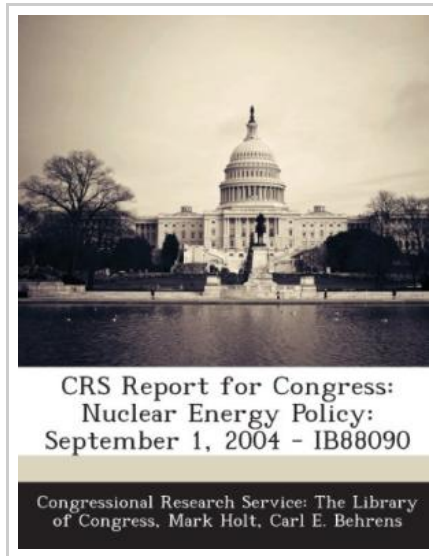 CRS Report for Congress:
Nuclear Energy Policy:
September 1, 2004 - IB88090
Congressional Research Service: The Library
of Congress, Mark Holt, Carl E. Behrens